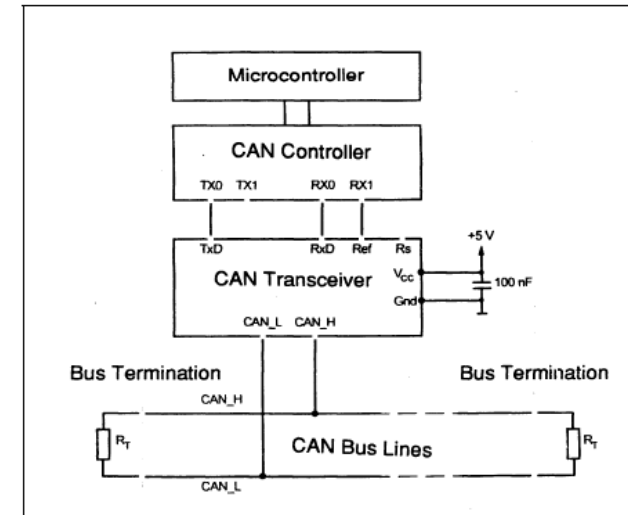 Microcontroller
CAN Controller
TX0 TX1 RX0 RX1
TxD RxD Ref Rs
+5 V
CAN Transceiver
Vcc
100 nF
Gnd
CAN_L CAN_H
Bus Termination Bus Termination
CAN_H
RT CAN Bus Lines RT
CAN_L